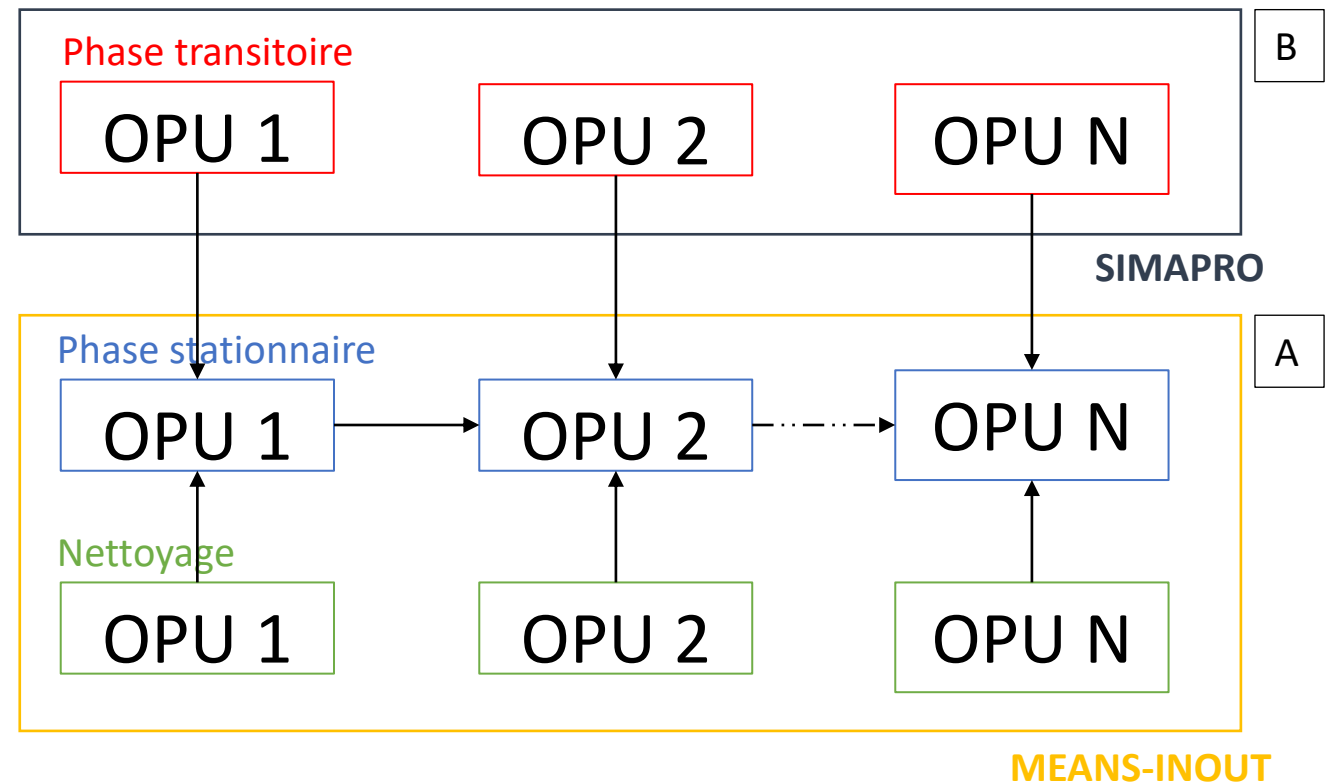 Phase transitoire
B
OPU 1
OPU 2
OPU N
SIMAPRO
Phase stationnaire
A
OPU 1
OPU 2
OPU N
Nettoyage
OPU 1
OPU 2
OPU N
MEANS-INOUT